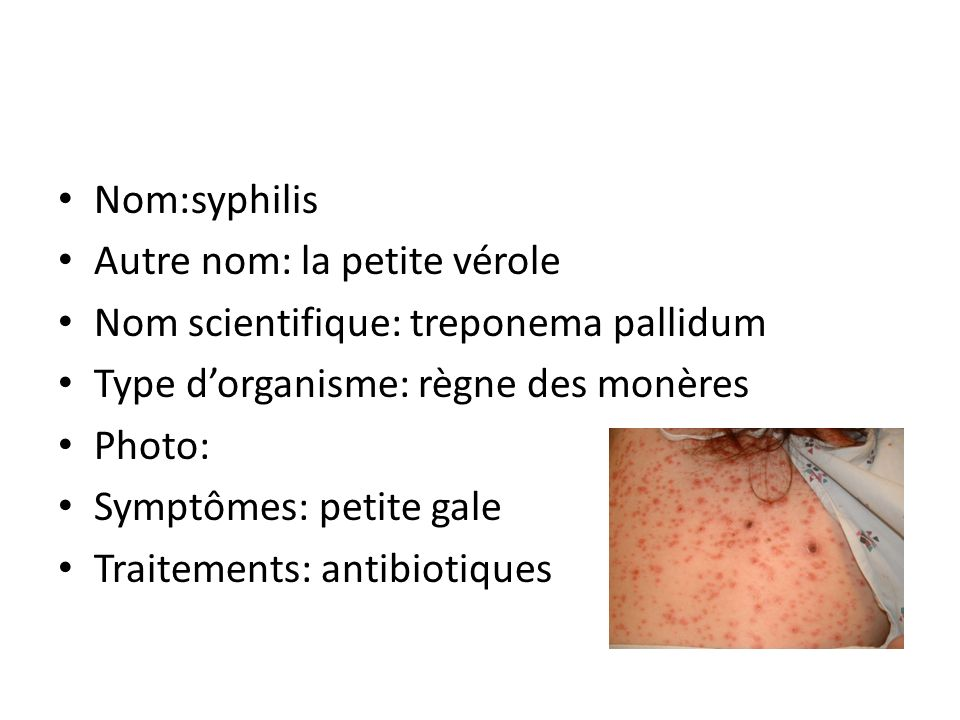 • Nom:syphilis
• Autre nom: la petite vérole
• Nom scientifique: treponema pallidum
• Type d’organisme: règne des monères
• Photo:
• Symptômes: petite gale
• Traitements: antibiotiques